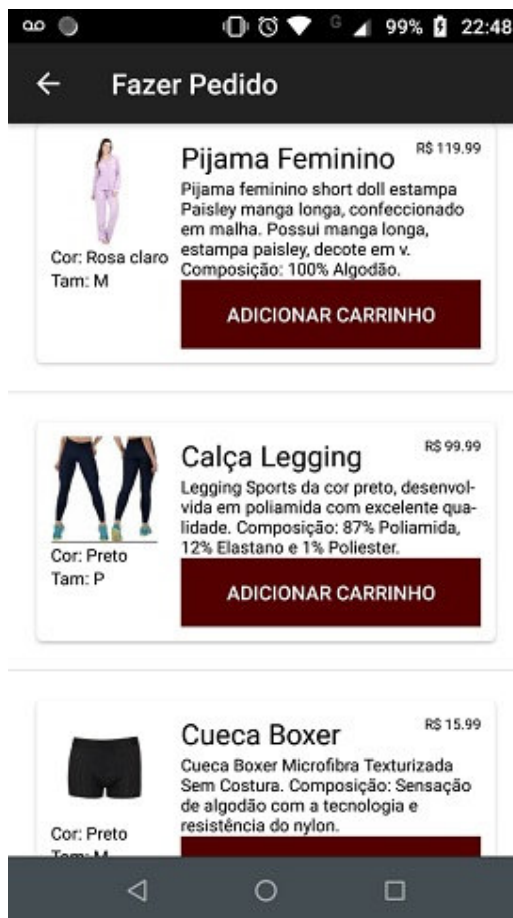 G 99% 22:48
Fazer Pedido
Pijama Feminino R$ 119.99
Pijama feminino short doll estampa
Paisley manga longa, confeccionado
em malha. Possui manga longa,
estampa paisley, decote em v.
Composição: 100% Algodão.
Cor: Rosa claro
Tam: M
ADICIONAR CARRINHO
Calça Legging R$ 99.99
Legging Sports da cor preto, desenvol-
vida em poliamida com excelente qua-
lidade. Composição: 87% Poliamida,
12% Elastano e 1% Poliester.
Cor: Preto
Tam: P
ADICIONAR CARRINHO
Cueca Boxer R$ 15.99
Cueca Boxer Microfibra Texturizada
Sem Costura. Composição: Sensação
de algodão com a tecnologia e
resistência do nylon.
Cor: Preto
Tam: M